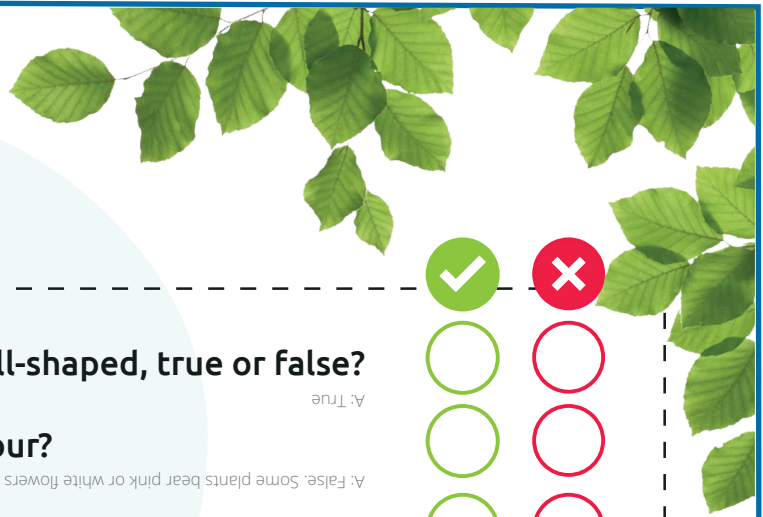 ll-shaped, true or false?
A: True
our?
A: False. Some plants bear pink or white flowers